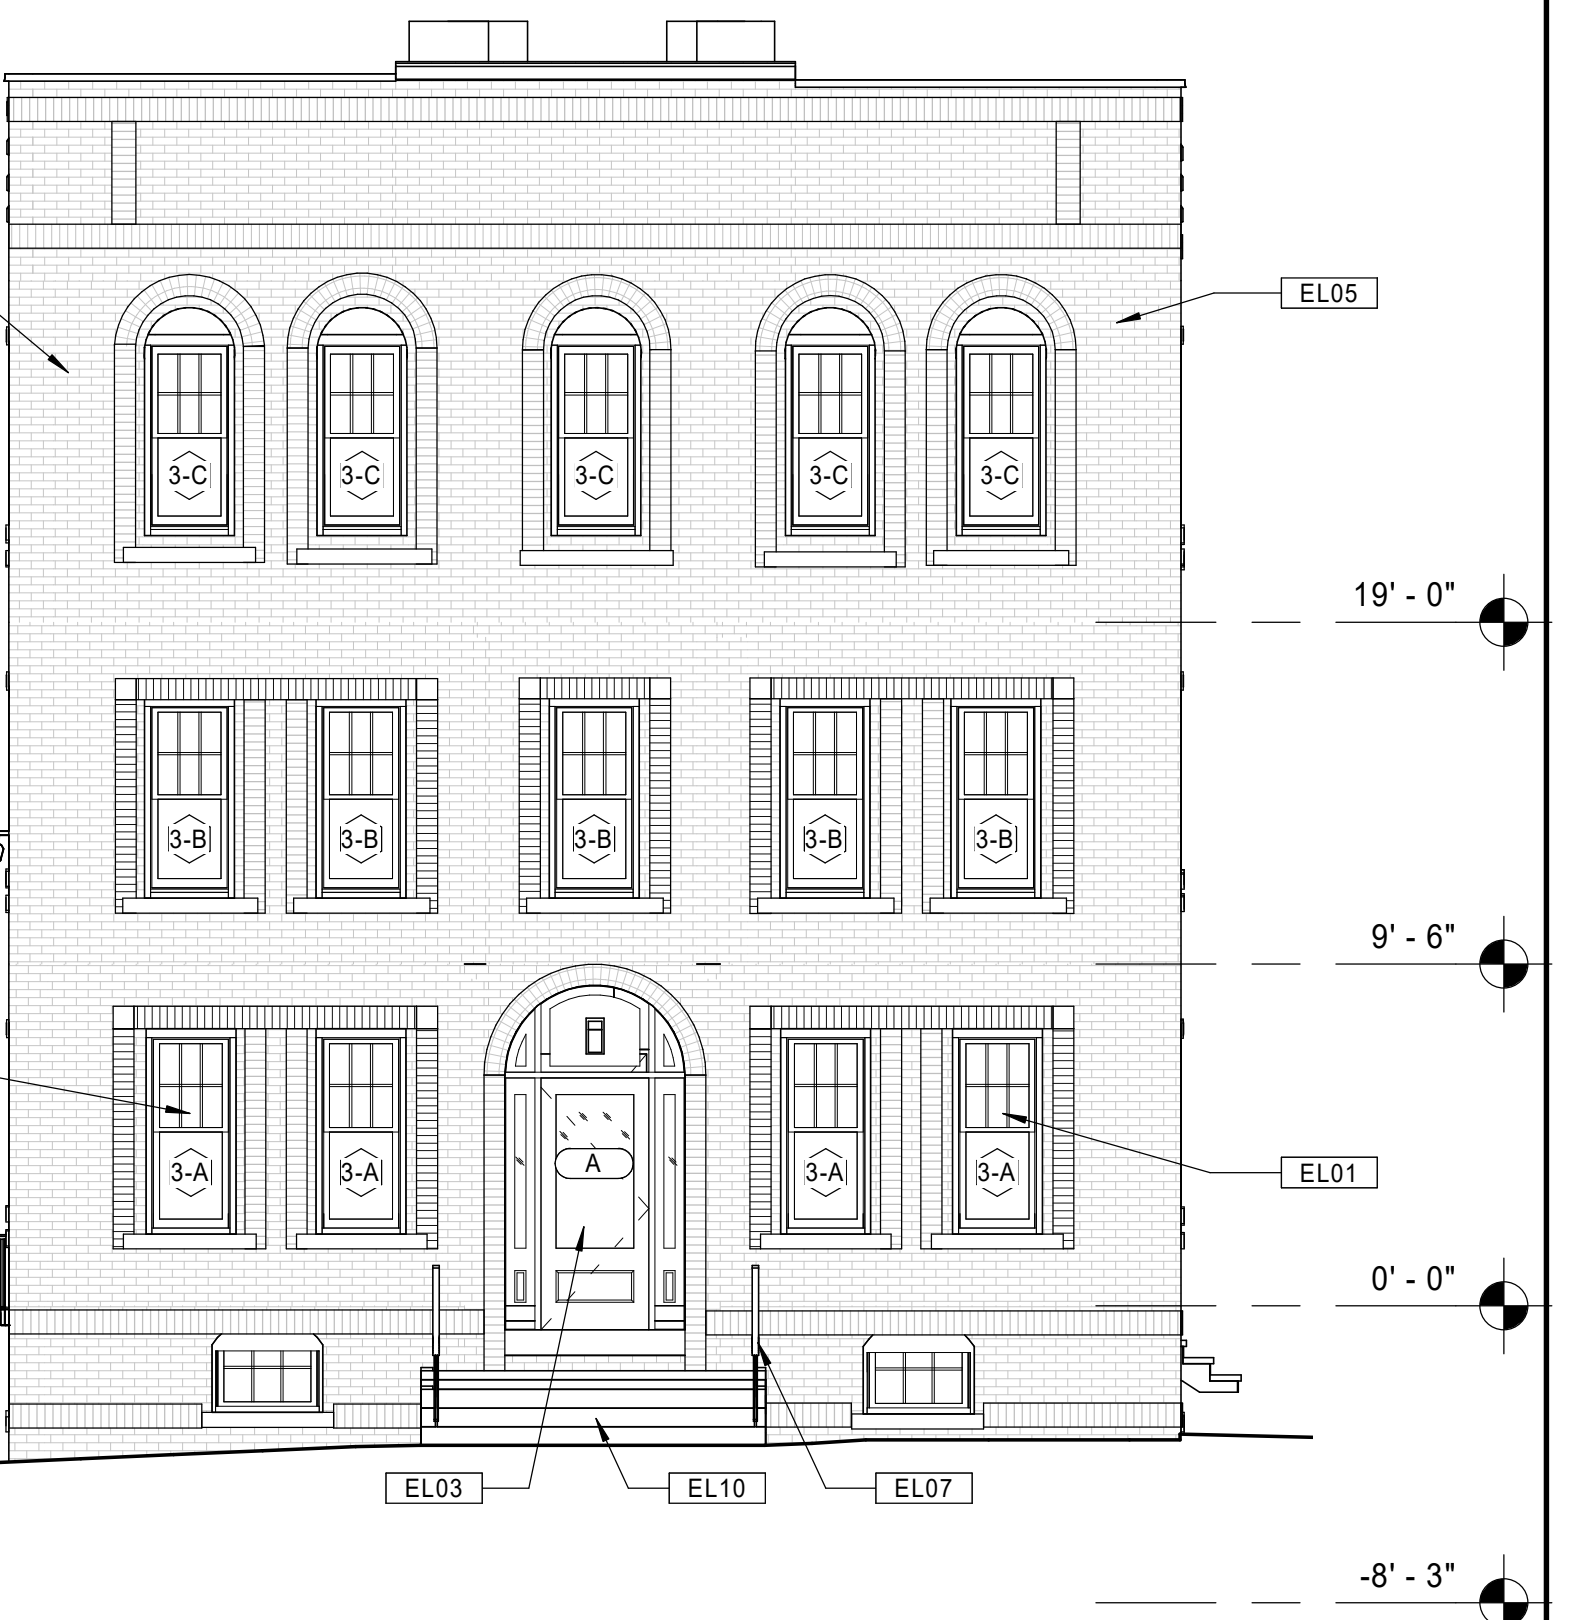 EL05
3-C 3-C 3-C 3-C 3-C
19' - 0"
3-B 3-B 3-B 3-B 3-B
9' - 6"
A
3-A 3-A 3-A 3-A
EL01
0' - 0"
EL03 EL10 EL07
-8' - 3"